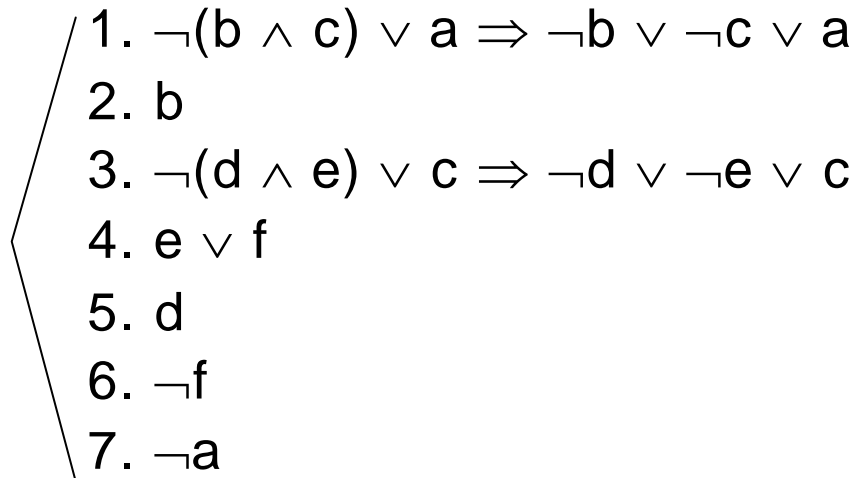 1. ¬(b ∧ c) ∨ a ⇒ ¬b ∨ ¬c ∨ a
2. b
3. ¬(d ∧ e) ∨ c ⇒ ¬d ∨ ¬e ∨ c
4. e ∨ f
5. d
6. ¬f
7. ¬a